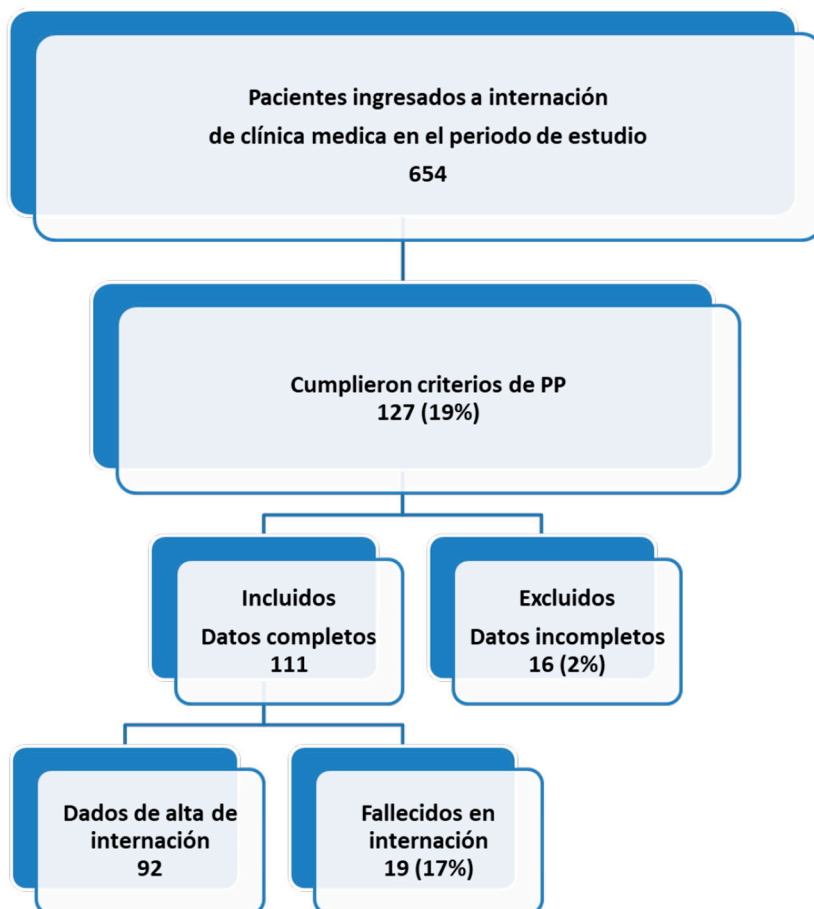 Pacientes ingresados a internación
de clínica medica en el periodo de estudio
654
Cumplieron criterios de PP
127 (19%)
Incluidos
Datos completos
111
Excluidos
Datos incompletos
16 (2%)
Dados de alta de
internación
92
Fallecidos en
internación
19 (17%)